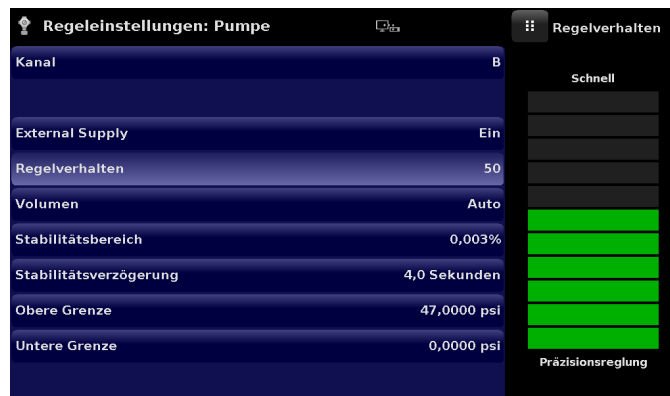 Regeleinstellungen: Pumpe
Regelverhalten
Kanal B
External Supply Ein
Regelverhalten 50
Volumen Auto
Stabilitätsbereich 0,003%
Stabilitätsverzögerung 4,0 Sekunden
Obere Grenze 47,0000 psi
Untere Grenze 0,0000 psi
Schnell
Präzisionsreglung